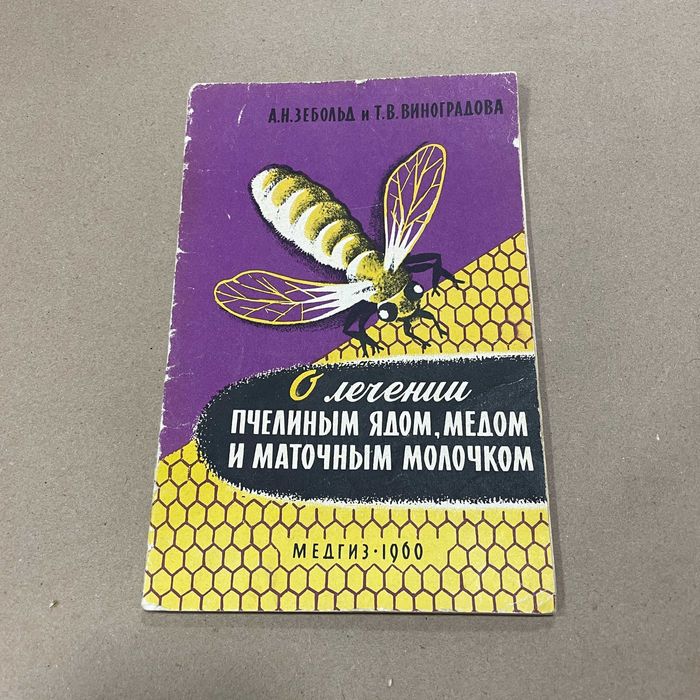 А.Н.ЗЕБОЛЬД и Т.В.ВИНОГРАДОВА
О лечении
ПЧЕЛИНЫМ ЯДОМ, МЕДОМ
И МАТОЧНЫМ МОЛОЧКОМ
МЕДГИЗ·1960